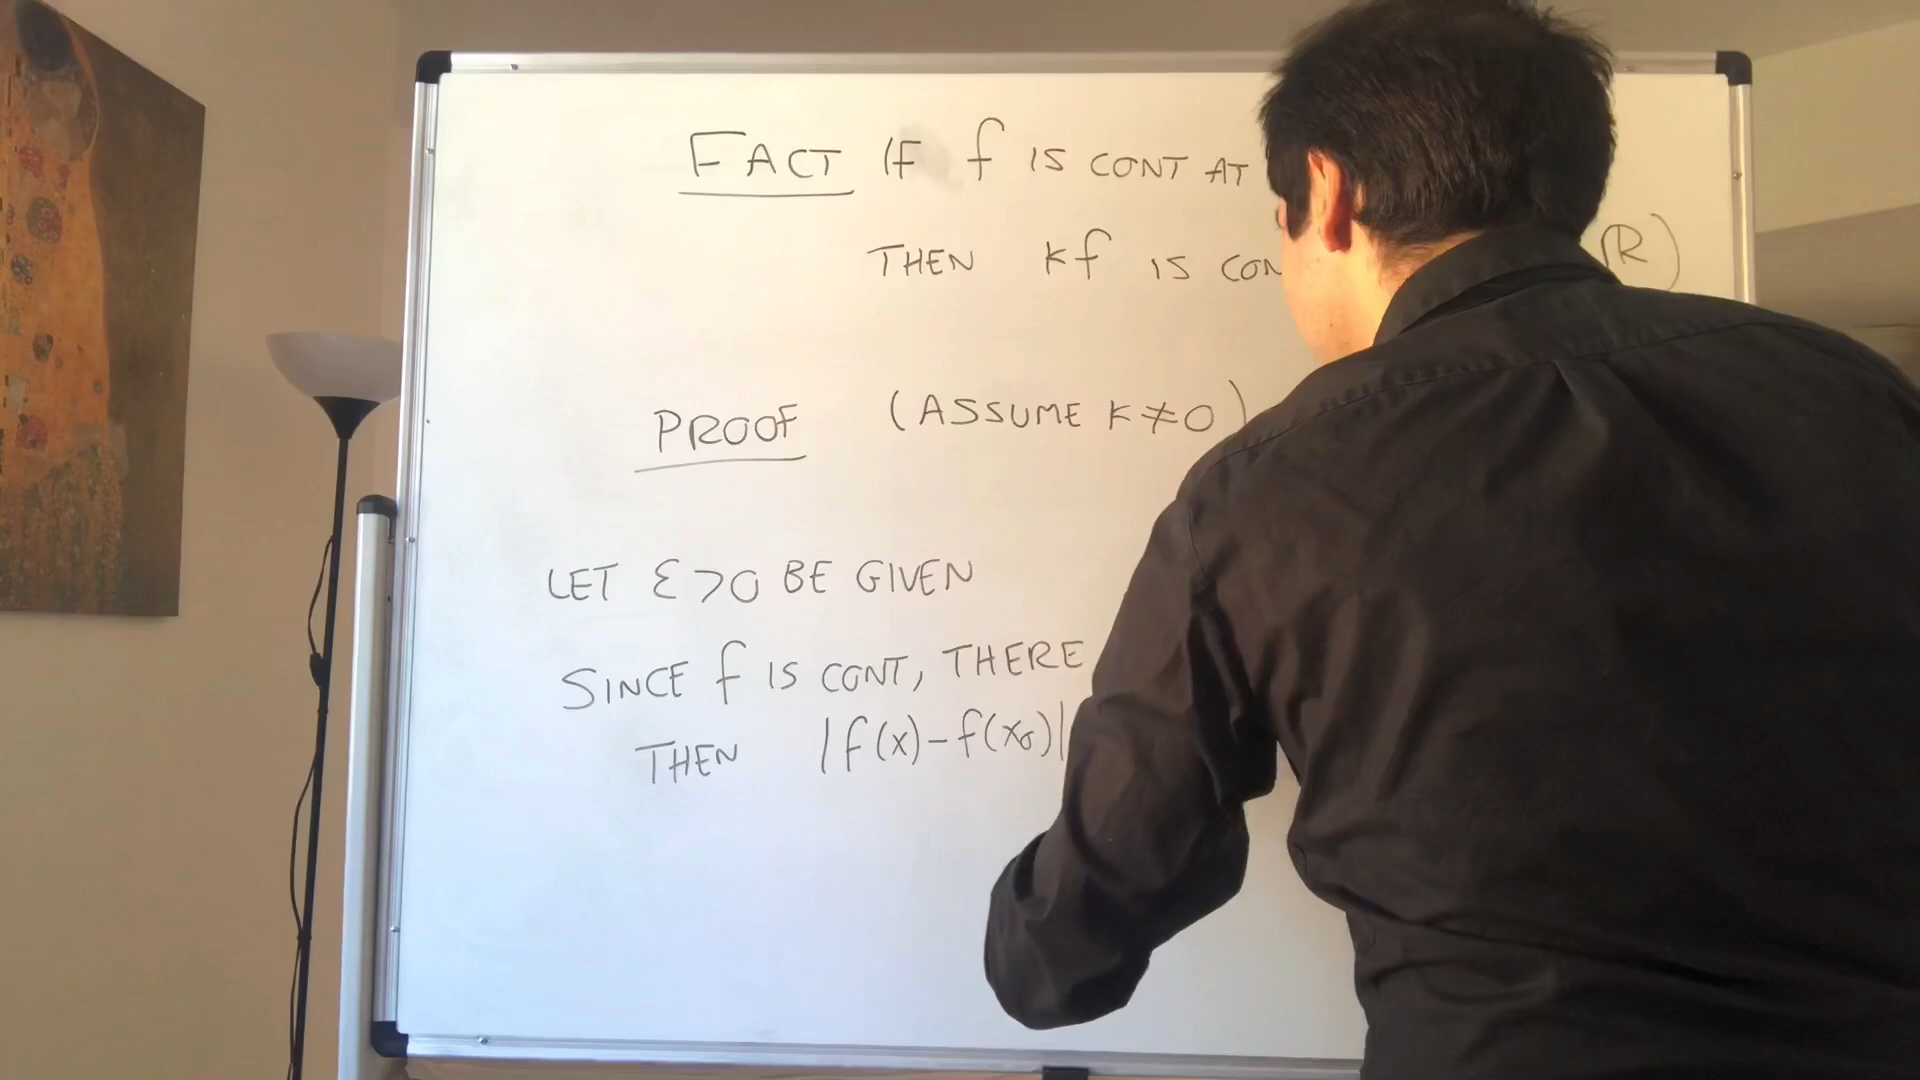 FACT IF f IS CONT AT
THEN kf IS CON ℝ)
PROOF (ASSUME K≠0)
LET ε>0 BE GIVEN
SINCE f IS CONT, THERE
THEN |f(x)-f(x₀)|